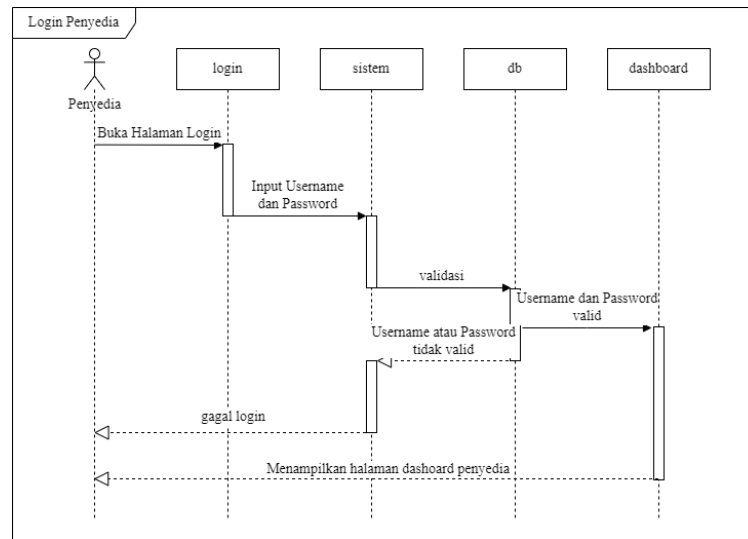 Login Penyedia
login
sistem
db
dashboard
Penyedia
Buka Halaman Login
Input Username
dan Password
validasi
Username dan Password
valid
Username atau Password
tidak valid
gagal login
Menampilkan halaman dashoard penyedia